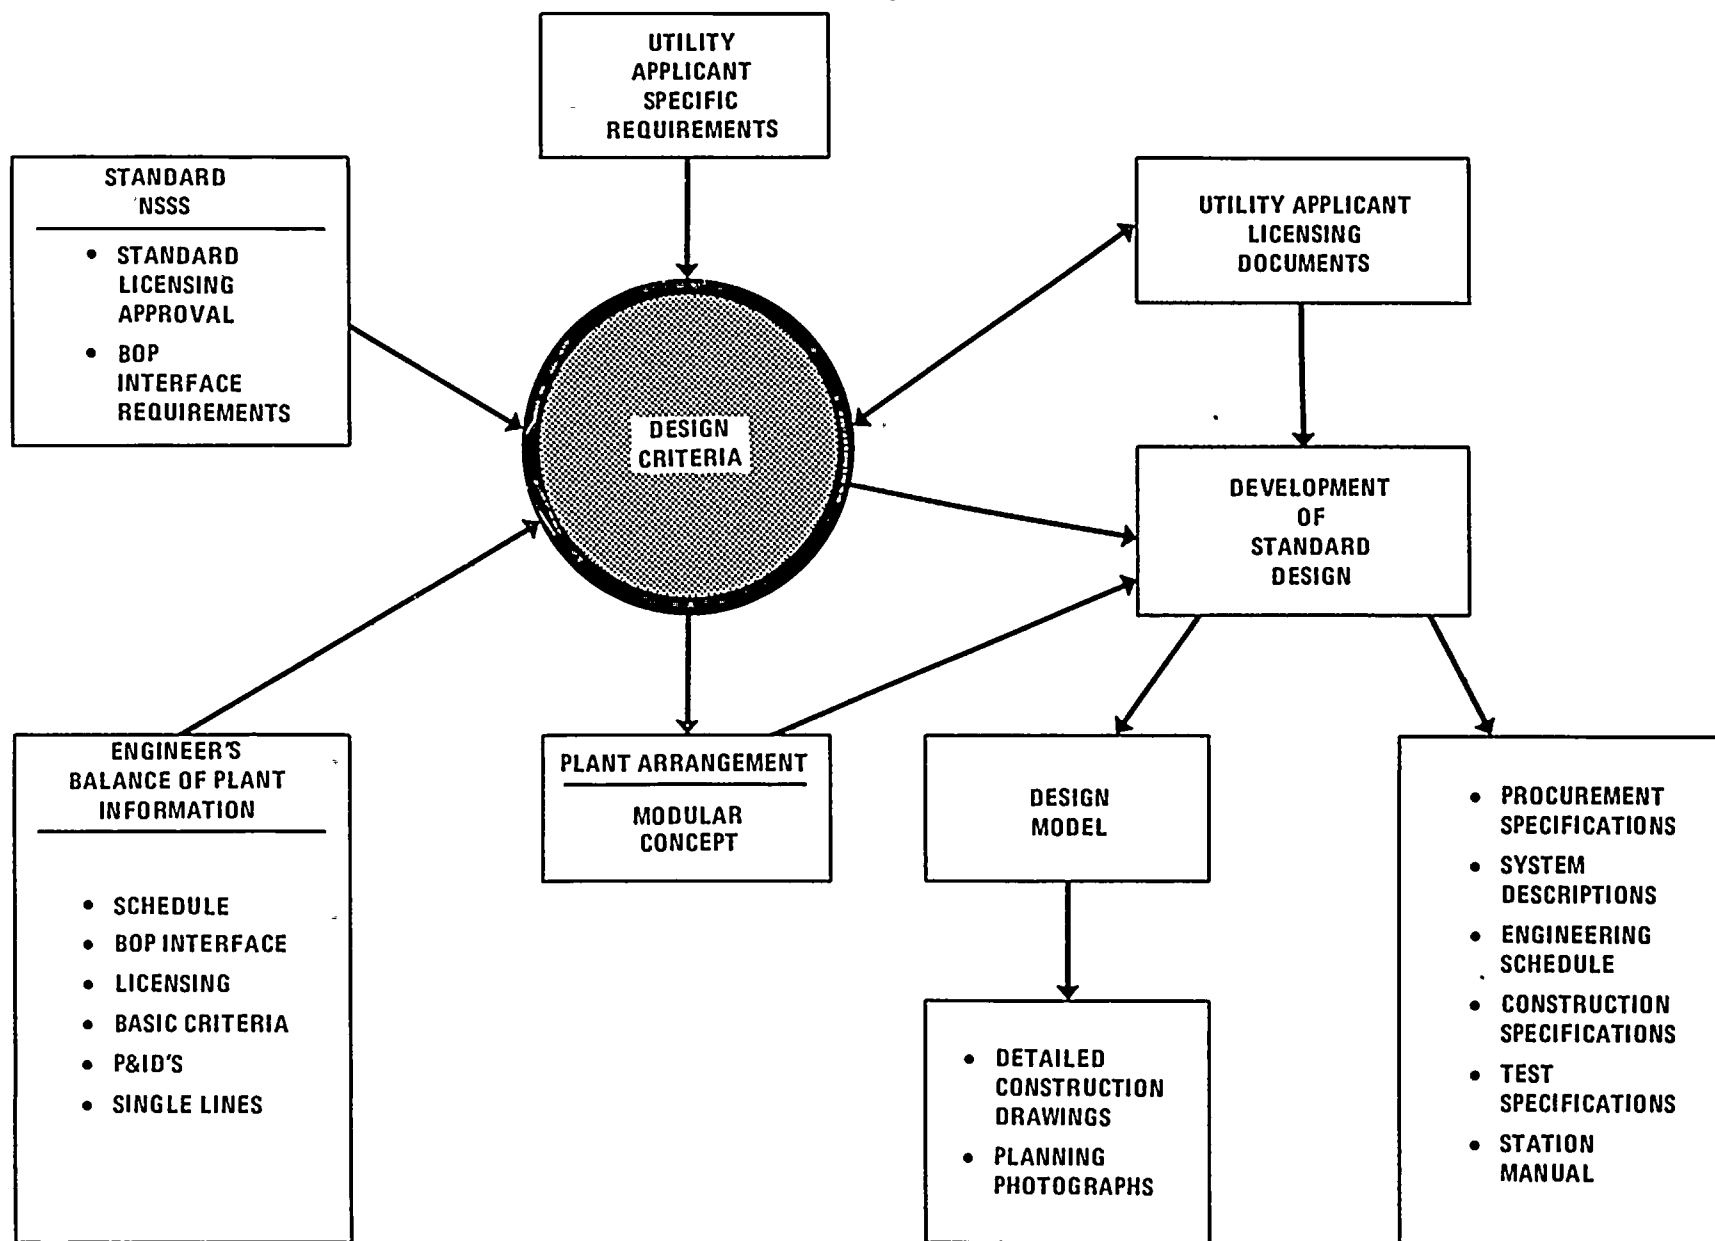 UTILITY
APPLICANT
SPECIFIC
REQUIREMENTS
STANDARD
NSSS
• STANDARD
LICENSING
APPROVAL
• BOP
INTERFACE
REQUIREMENTS
UTILITY APPLICANT
LICENSING
DOCUMENTS
DESIGN
CRITERIA
DEVELOPMENT
OF
STANDARD
DESIGN
ENGINEER'S
BALANCE OF PLANT
INFORMATION
• SCHEDULE
• BOP INTERFACE
• LICENSING
• BASIC CRITERIA
• P&ID'S
• SINGLE LINES
PLANT ARRANGEMENT
MODULAR
CONCEPT
DESIGN
MODEL
• DETAILED
CONSTRUCTION
DRAWINGS
• PLANNING
PHOTOGRAPHS
• PROCUREMENT
SPECIFICATIONS
• SYSTEM
DESCRIPTIONS
• ENGINEERING
SCHEDULE
• CONSTRUCTION
SPECIFICATIONS
• TEST
SPECIFICATIONS
• STATION
MANUAL